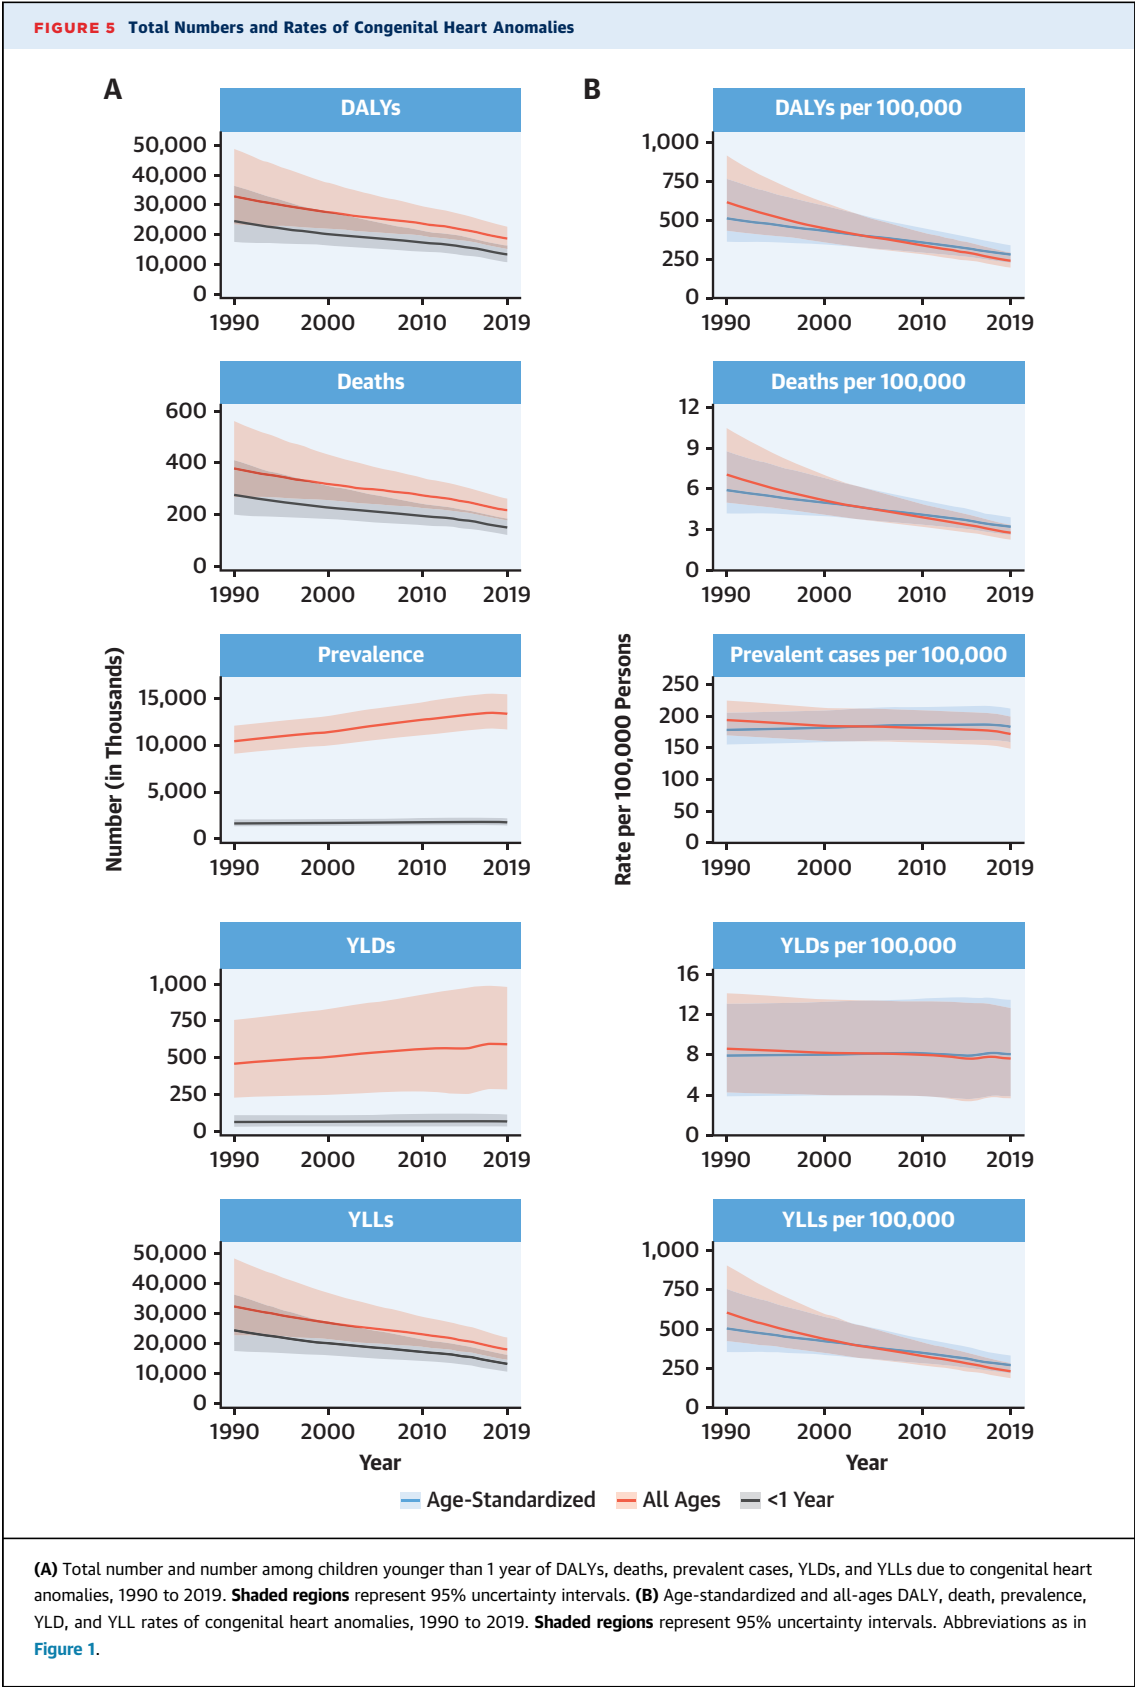 FIGURE 5 Total Numbers and Rates of Congenital Heart Anomalies
A
DALYs
50,000
40,000
30,000
20,000
10,000
0
1990 2000 2010 2019
Deaths
600
400
200
0
1990 2000 2010 2019
Number (in Thousands)
Prevalence
15,000
10,000
5,000
0
1990 2000 2010 2019
YLDs
1,000
750
500
250
0
1990 2000 2010 2019
YLLs
50,000
40,000
30,000
20,000
10,000
0
1990 2000 2010 2019
Year
B
DALYs per 100,000
1,000
750
500
250
0
1990 2000 2010 2019
Deaths per 100,000
12
9
6
3
0
1990 2000 2010 2019
Rate per 100,000 Persons
Prevalent cases per 100,000
250
200
150
100
50
0
1990 2000 2010 2019
YLDs per 100,000
16
12
8
4
0
1990 2000 2010 2019
YLLs per 100,000
1,000
750
500
250
0
1990 2000 2010 2019
Year
Age-Standardized All Ages <1 Year
(A) Total number and number among children younger than 1 year of DALYs, deaths, prevalent cases, YLDs, and YLLs due to congenital heart
anomalies, 1990 to 2019. Shaded regions represent 95% uncertainty intervals. (B) Age-standardized and all-ages DALY, death, prevalence,
YLD, and YLL rates of congenital heart anomalies, 1990 to 2019. Shaded regions represent 95% uncertainty intervals. Abbreviations as in
Figure 1.